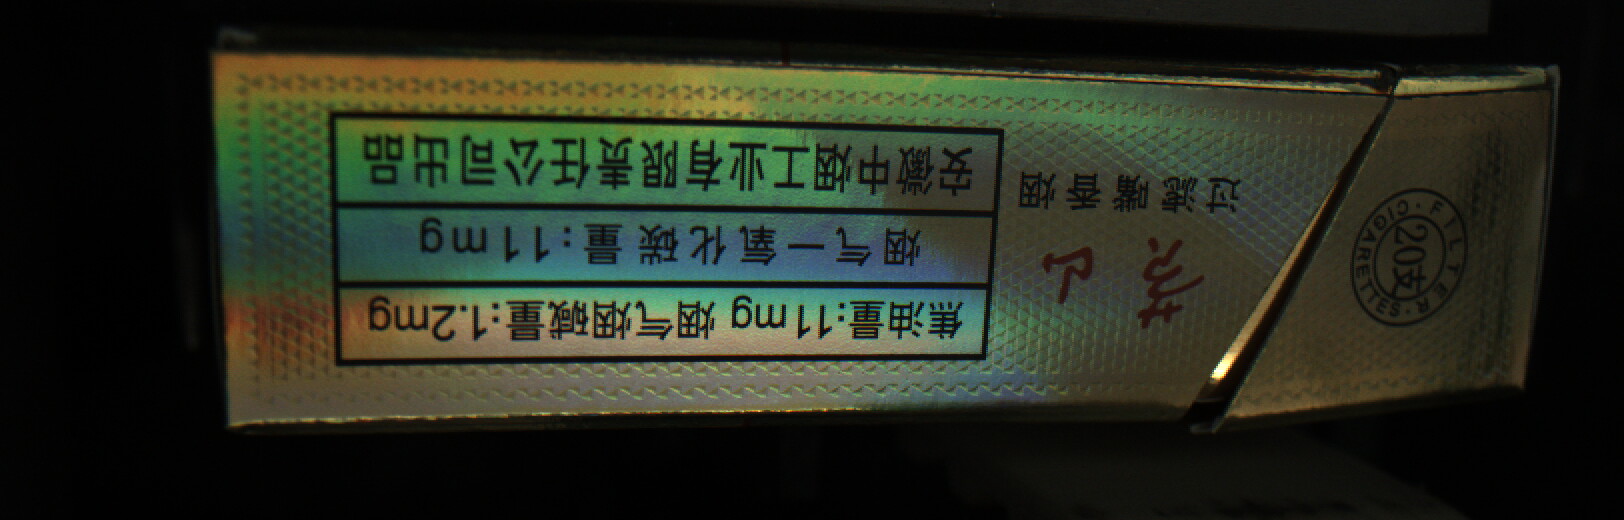 焦油量:11mg 烟气烟碱量:1.2mg
烟气一氧化碳量:11mg
安徽中烟工业有限责任公司出品
黄山
过滤嘴香烟
FILTER·CIGARETTES·
20支